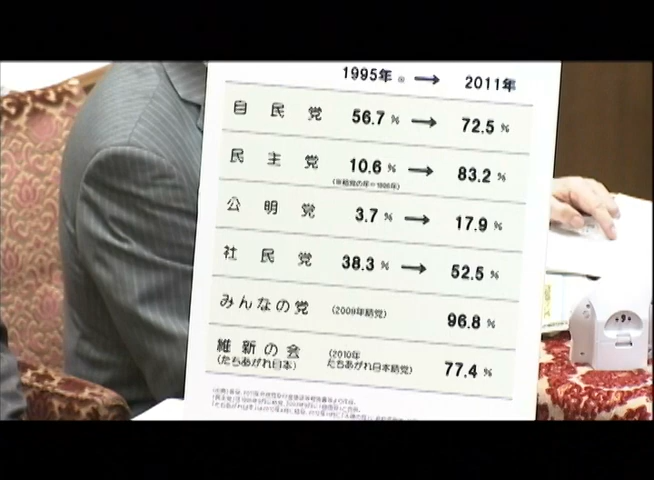 1995年 ※ → 2011年
自民党 56.7 % → 72.5 %
民主党 10.6 % → 83.2 %
(※結党の年=1996年)
公明党 3.7 % → 17.9 %
社民党 38.3 % → 52.5 %
みんなの党 (2009年結党) 96.8 %
維新の会 (2010年 77.4 %
(たちあがれ日本) たちあがれ日本結党)